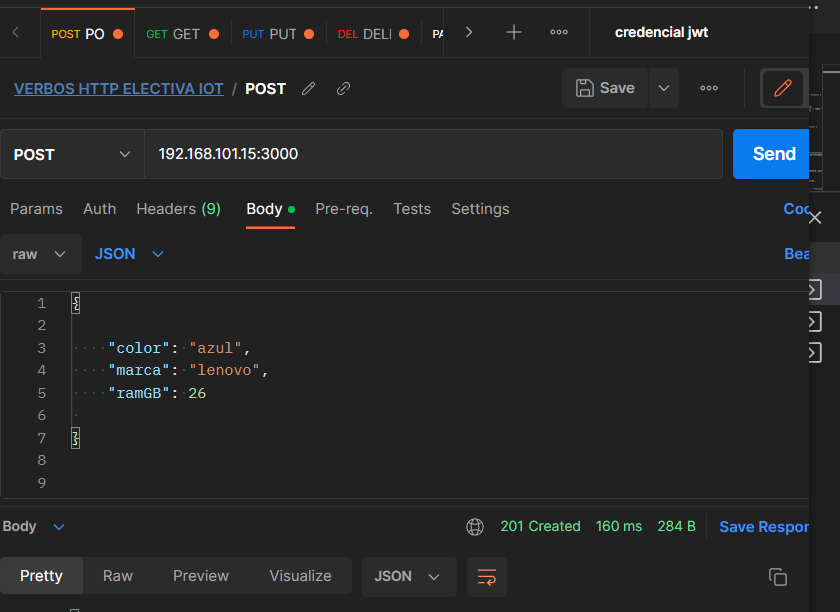 POST PO GET GET PUT PUT DEL DELI PA credencial jwt
VERBOS HTTP ELECTIVA IOT / POST Save
POST 192.168.101.15:3000 Send
Params Auth Headers (9) Body Pre-req. Tests Settings Coo
raw JSON Bea
1 {
2
3 "color": "azul",
4 "marca": "lenovo",
5 "ramGB": 26
6
7 }
8
9
Body 201 Created 160 ms 284 B Save Respor
Pretty Raw Preview Visualize JSON